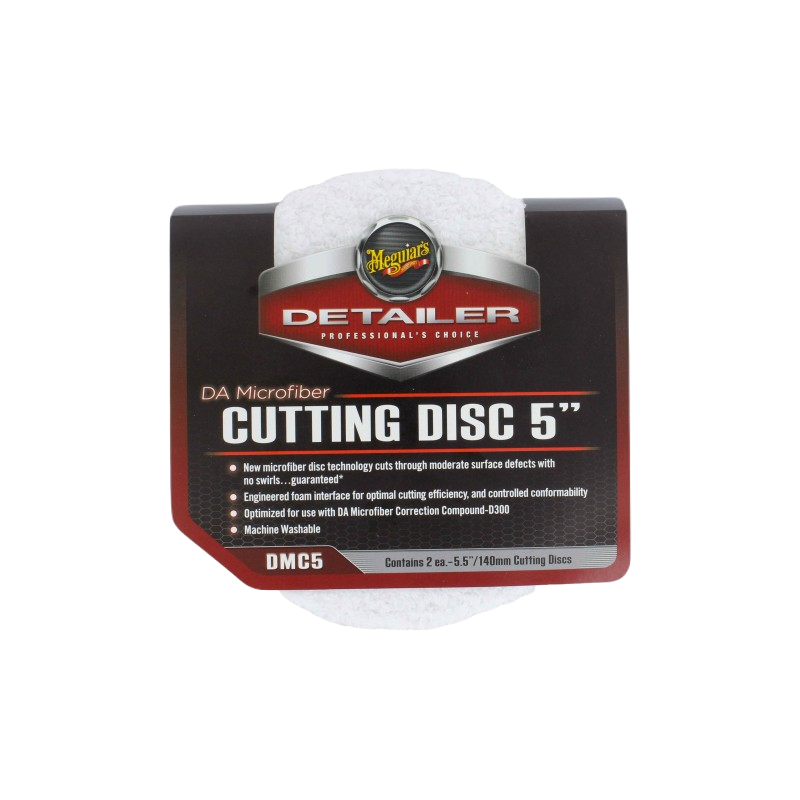 Meguiar's
DETAILER
PROFESSIONAL'S CHOICE
DA Microfiber
CUTTING DISC 5”
• New microfiber disc technology cuts through moderate surface defects with
no swirls...guaranteed*
• Engineered foam interface for optimal cutting efficiency, and controlled conformability
• Optimized for use with DA Microfiber Correction Compound-D300
• Machine Washable
DMC5
Contains 2 ea.-5.5"/140mm Cutting Discs